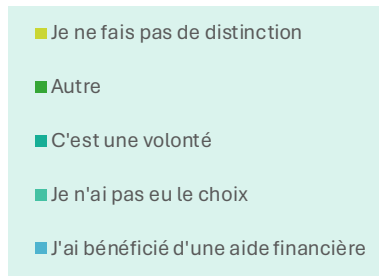 Je ne fais pas de distinction
Autre
C'est une volonté
Je n'ai pas eu le choix
J'ai bénéficié d'une aide financière